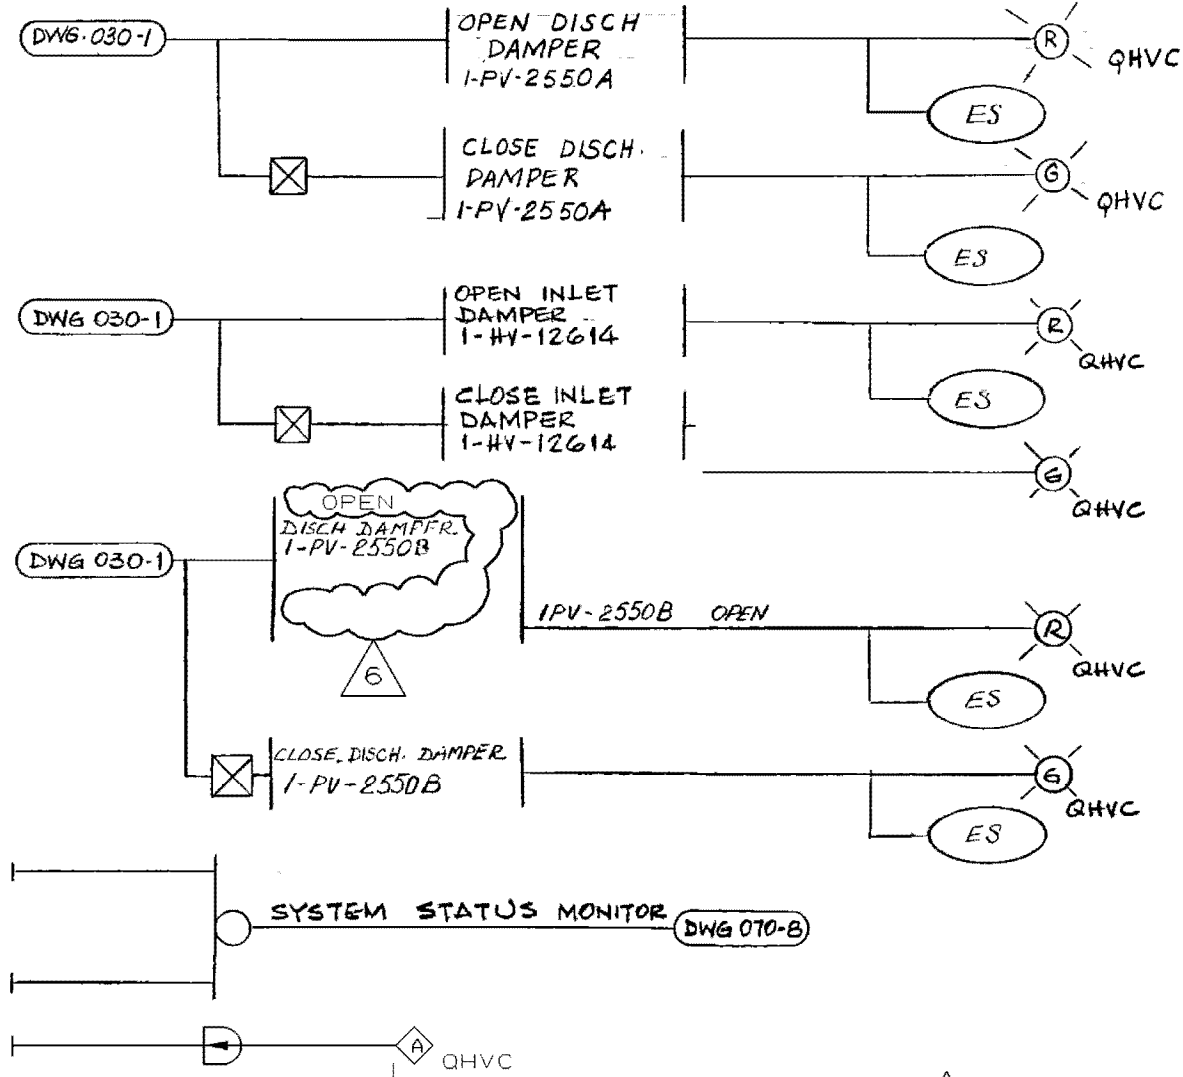 DWG. 030-1
OPEN DISCH
DAMPER
1-PV-2550A
R
QHVC
ES
CLOSE DISCH.
DAMPER
1-PV-2550A
G
QHVC
ES
DWG 030-1
OPEN INLET
DAMPER
1-HV-12614
R
QHVC
ES
CLOSE INLET
DAMPER
1-HV-12614
G
QHVC
DWG 030-1
OPEN
DISCH DAMPER
1-PV-2550B
6
1PV-2550B OPEN
R
QHVC
ES
CLOSE DISCH. DAMPER
1-PV-2550B
G
QHVC
ES
SYSTEM STATUS MONITOR
DWG 070-8
A
QHVC